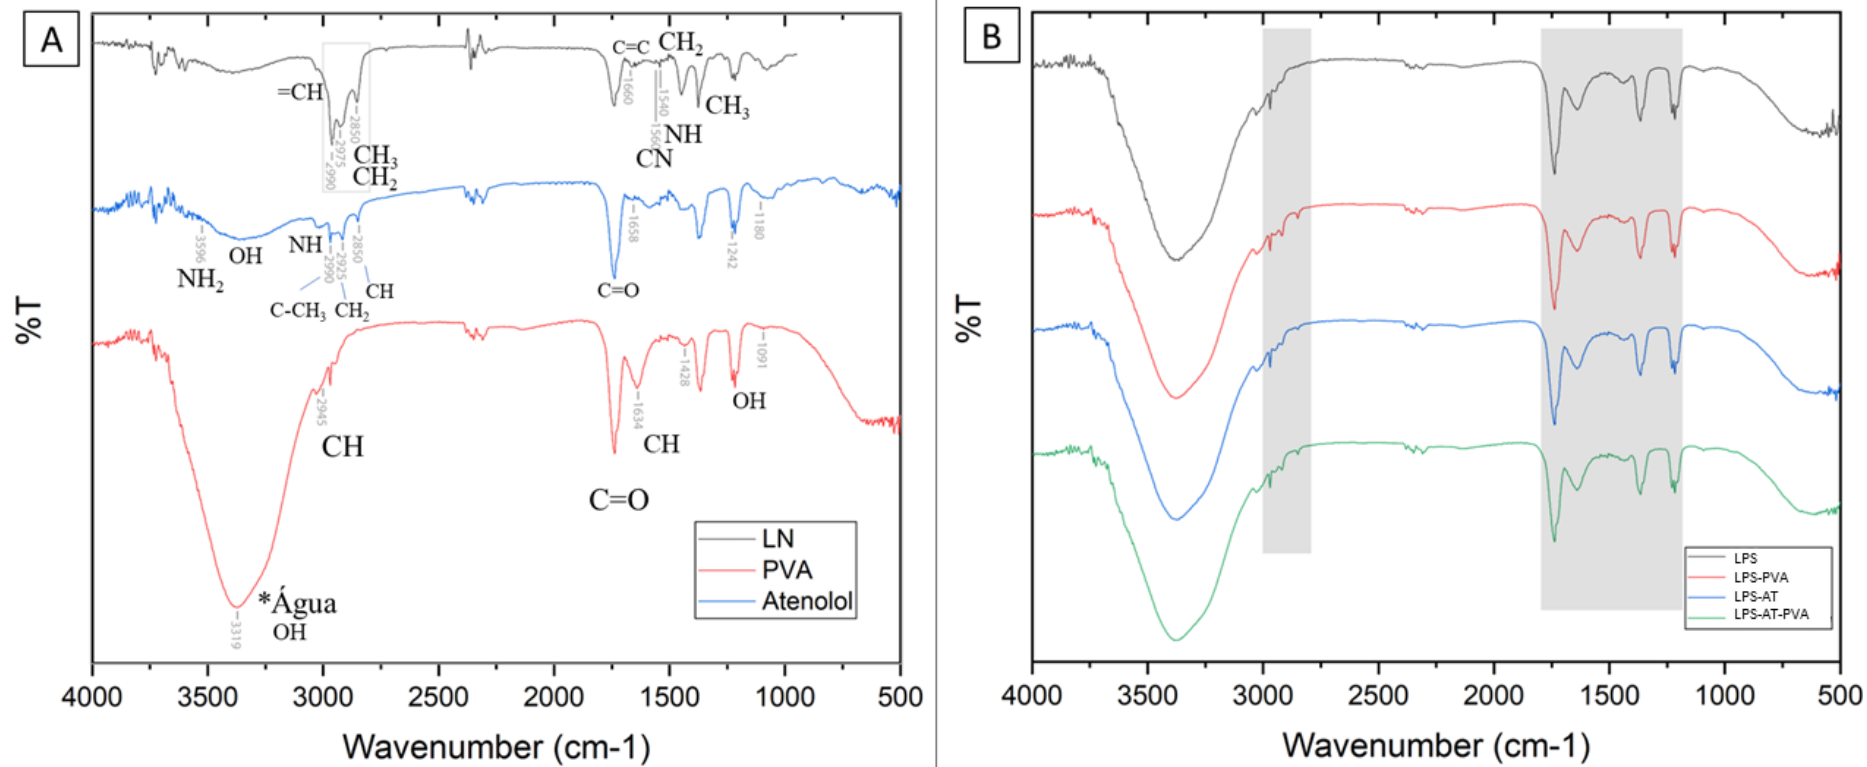 A
=CH
2990
2975
2850
CH3
CH2
C=C
1660
CH2
1540
1560
NH
CN
CH3
3596
NH2
OH
NH
2990
2925
2850
C-CH3
CH2
CH
C=O
1658
1242
1180
2945
CH
1634
CH
1428
OH
1091
C=O
*Água
OH
3319
LN
PVA
Atenolol
%T
4000 3500 3000 2500 2000 1500 1000 500
Wavenumber (cm-1)
B
LPS
LPS-PVA
LPS-AT
LPS-AT-PVA
%T
4000 3500 3000 2500 2000 1500 1000 500
Wavenumber (cm-1)